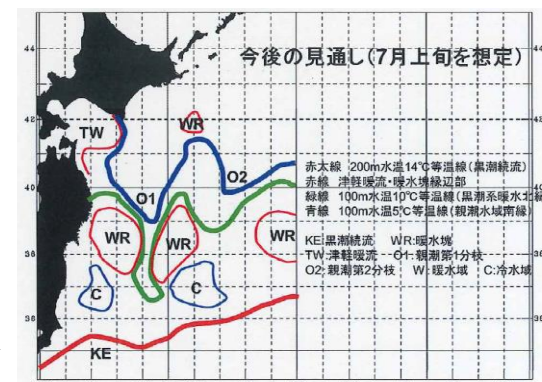 44
今後の見通し(7月上旬を想定)
42
TW
WR
O2
赤太線 200m水温14℃等温線(黒潮続流)
赤線 津軽暖流・暖水塊縁辺部
40
O1
緑線 100m水温10℃等温線(黒潮系暖水北縁
青線 100m水温5℃等温線(親潮水域南縁)
WR
WR
WR
KE:黒潮続流 WR:暖水塊
TW:津軽暖流 O1:親潮第1分枝
O2:親潮第2分枝 W:暖水域 C:冷水域
C
C
KE